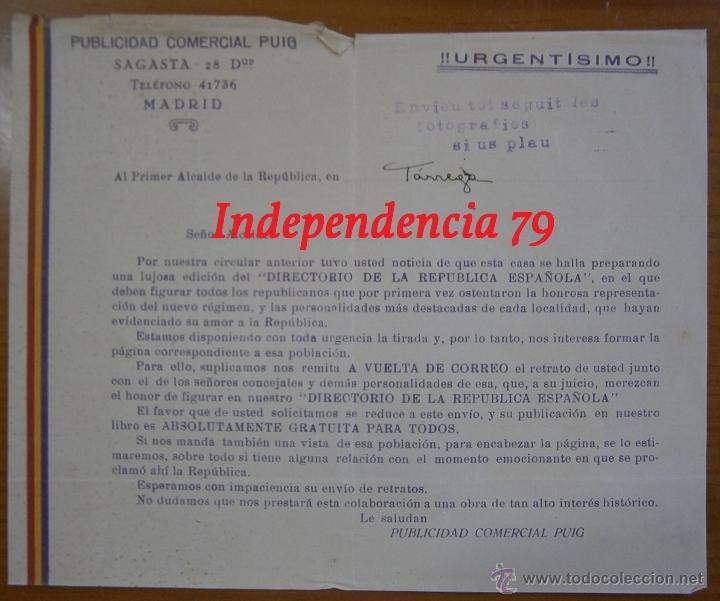 PUBLICIDAD COMERCIAL PUIG
SAGASTA - 28 Dup
TELÉFONO 41736
MADRID
!!URGENTÍSIMO!!
Envieu tot seguit les
fotografies
si us plau
Al Primer Alcalde de la República, en Tárrega
Independencia 79
Señor Alcalde:
Por nuestra circular anterior tuvo usted noticia de que esta casa se halla preparando
una lujosa edición del "DIRECTORIO DE LA REPUBLICA ESPAÑOLA", en el que
deben figurar todos los republicanos que por primera vez ostentaron la honrosa representa-
ción del nuevo régimen, y las personalidades más destacadas de cada localidad, que hayan
evidenciado su amor a la República.
Estamos disponiendo con toda urgencia la tirada y, por lo tanto, nos interesa formar la
página correspondiente a esa población.
Para ello, suplicamos nos remita A VUELTA DE CORREO el retrato de usted junto
con el de los señores concejales y demás personalidades de esa, que, a su juicio, merezcan
el honor de figurar en nuestro "DIRECTORIO DE LA REPUBLICA ESPAÑOLA"
El favor que de usted solicitamos se reduce a este envío, y su publicación en nuestro
libro es ABSOLUTAMENTE GRATUITA PARA TODOS.
Si nos manda también una vista de esa población, para encabezar la página, se lo esti-
maremos, sobre todo si tiene alguna relación con el momento emocionante en que se pro-
clamó ahí la República.
Esperamos con impaciencia su envío de retratos.
No dudamos que nos prestará esta colaboración a una obra de tan alto interés histórico.
Le saludan
PUBLICIDAD COMERCIAL PUIG
© www.todocoleccion.net